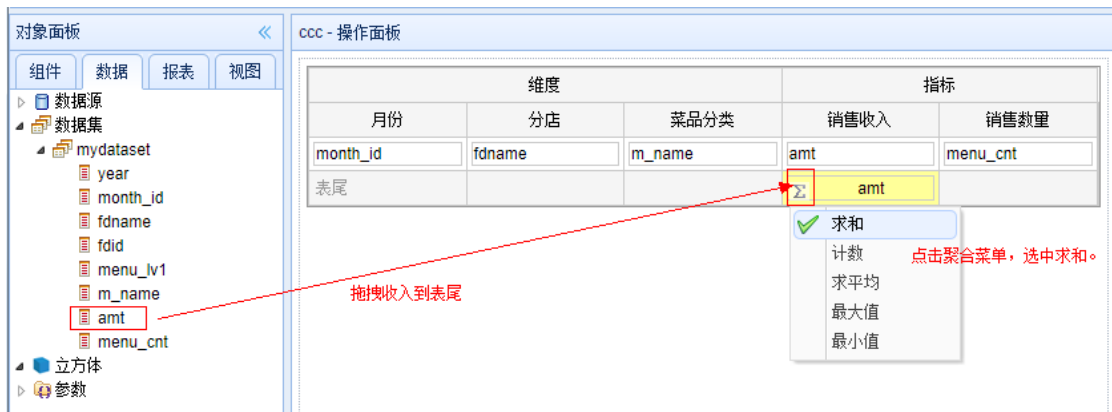 对象面板
组件 数据 报表 视图
数据源
数据集
mydataset
year
month_id
fdname
fdid
menu_lv1
m_name
amt
menu_cnt
立方体
参数
ccc - 操作面板
维度 指标
月份 分店 菜品分类 销售收入 销售数量
month_id fdname m_name amt menu_cnt
表尾 Σ amt
求和
计数
求平均
最大值
最小值
点击聚合菜单，选中求和。
拖拽收入到表尾